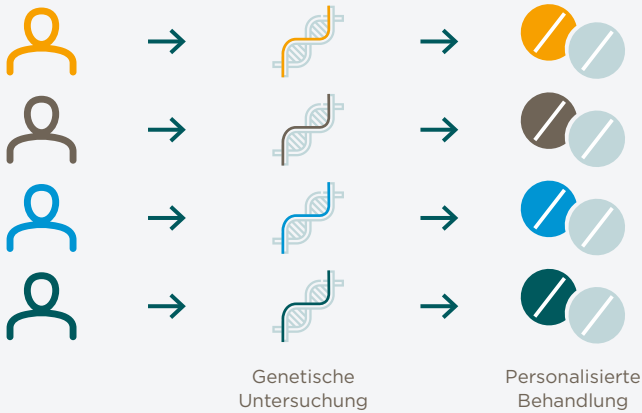 Genetische
Untersuchung
Personalisierte
Behandlung